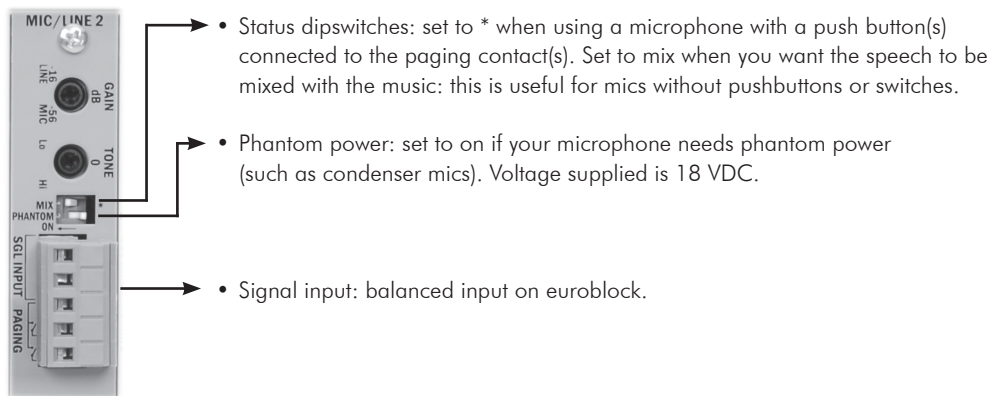 MIC/LINE 2
-16
LINE
dB
GAIN
-56
MIC
Lo
TONE
0
Hi
MIX
*
PHANTOM
ON ←
SGL INPUT
PAGING
• Status dipswitches: set to * when using a microphone with a push button(s)
connected to the paging contact(s). Set to mix when you want the speech to be
mixed with the music: this is useful for mics without pushbuttons or switches.
• Phantom power: set to on if your microphone needs phantom power
(such as condenser mics). Voltage supplied is 18 VDC.
• Signal input: balanced input on euroblock.